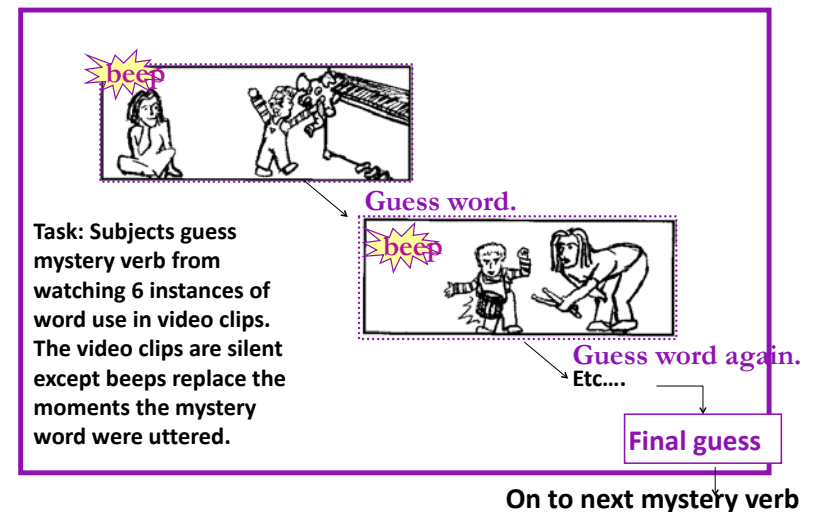 beep
Guess word.
Task: Subjects guess
mystery verb from
watching 6 instances of
word use in video clips.
The video clips are silent
except beeps replace the
moments the mystery
word were uttered.
beep
Guess word again.
Etc….
Final guess
On to next mystery verb